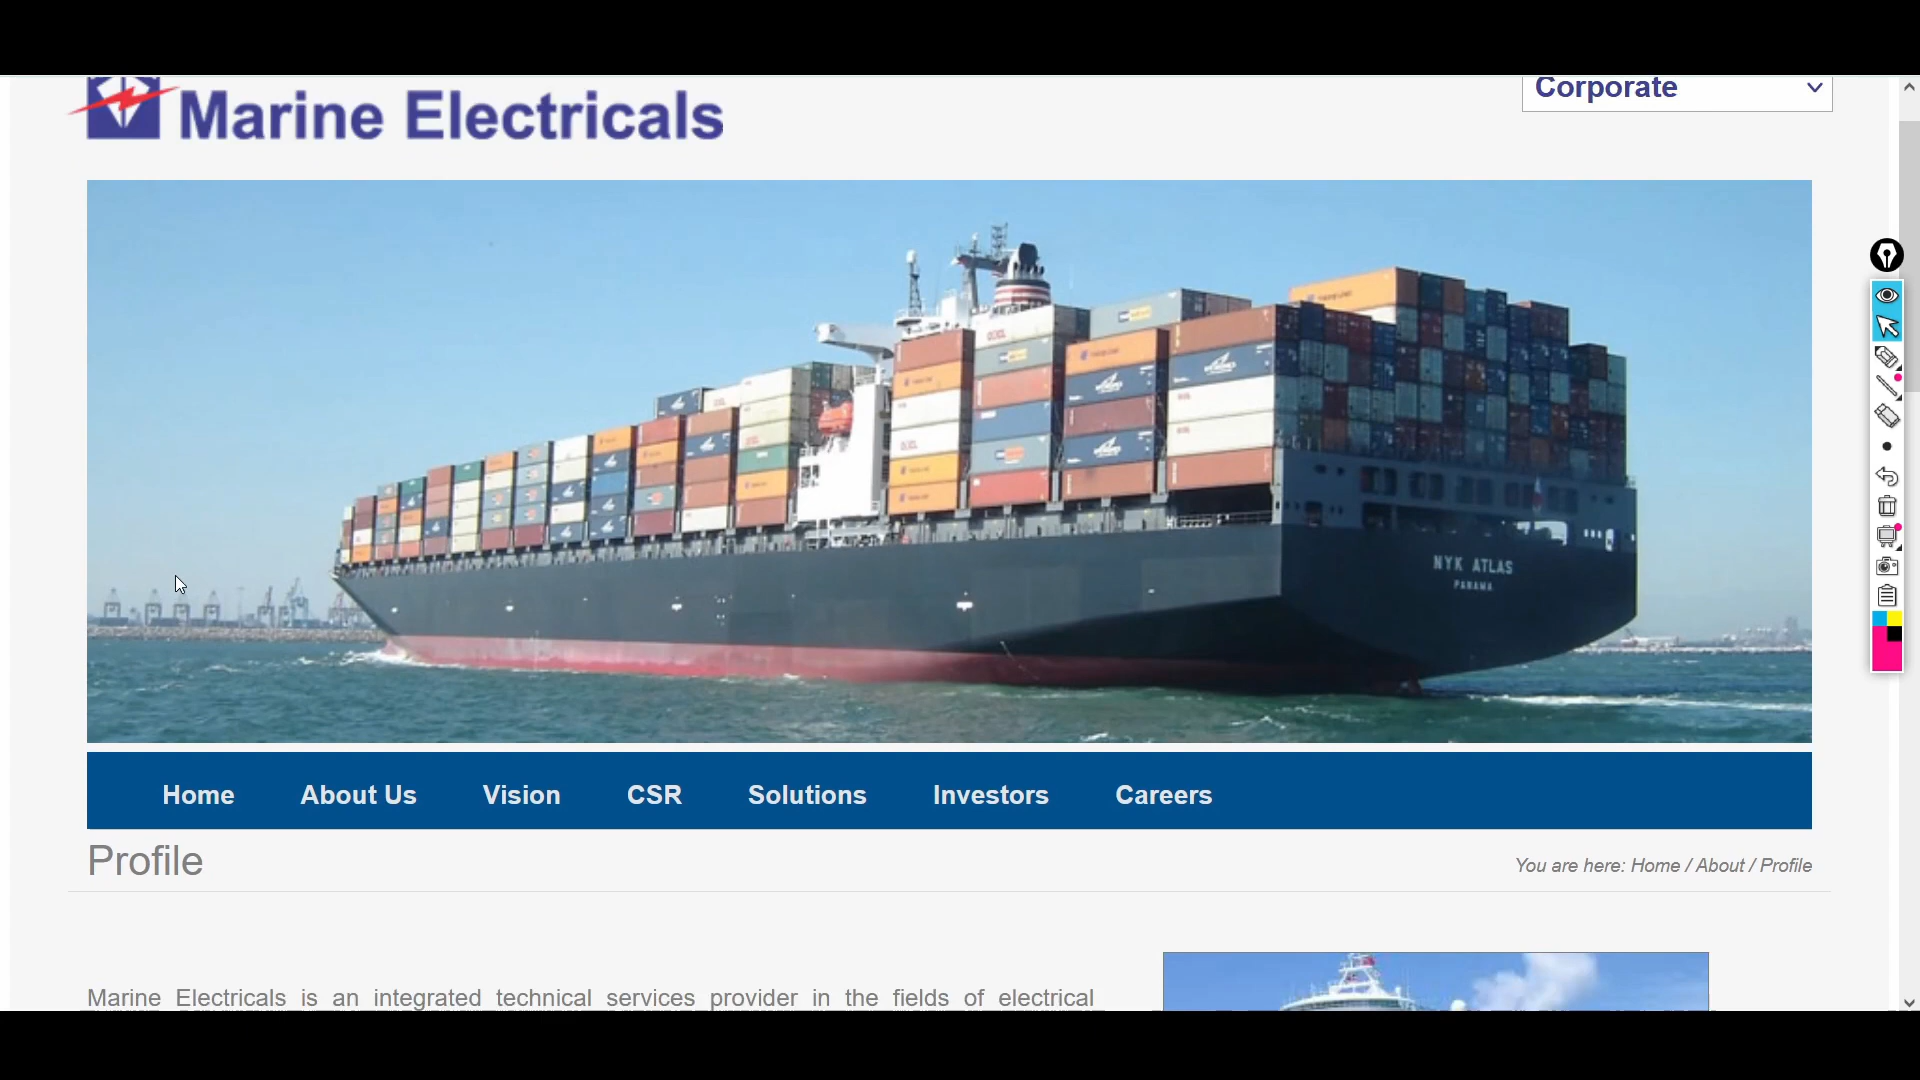 Marine Electricals
Corporate
NYK ATLAS
PANAMA
Home
About Us
Vision
CSR
Solutions
Investors
Careers
Profile
You are here: Home / About / Profile
Marine Electricals is an integrated technical services provider in the fields of electrical